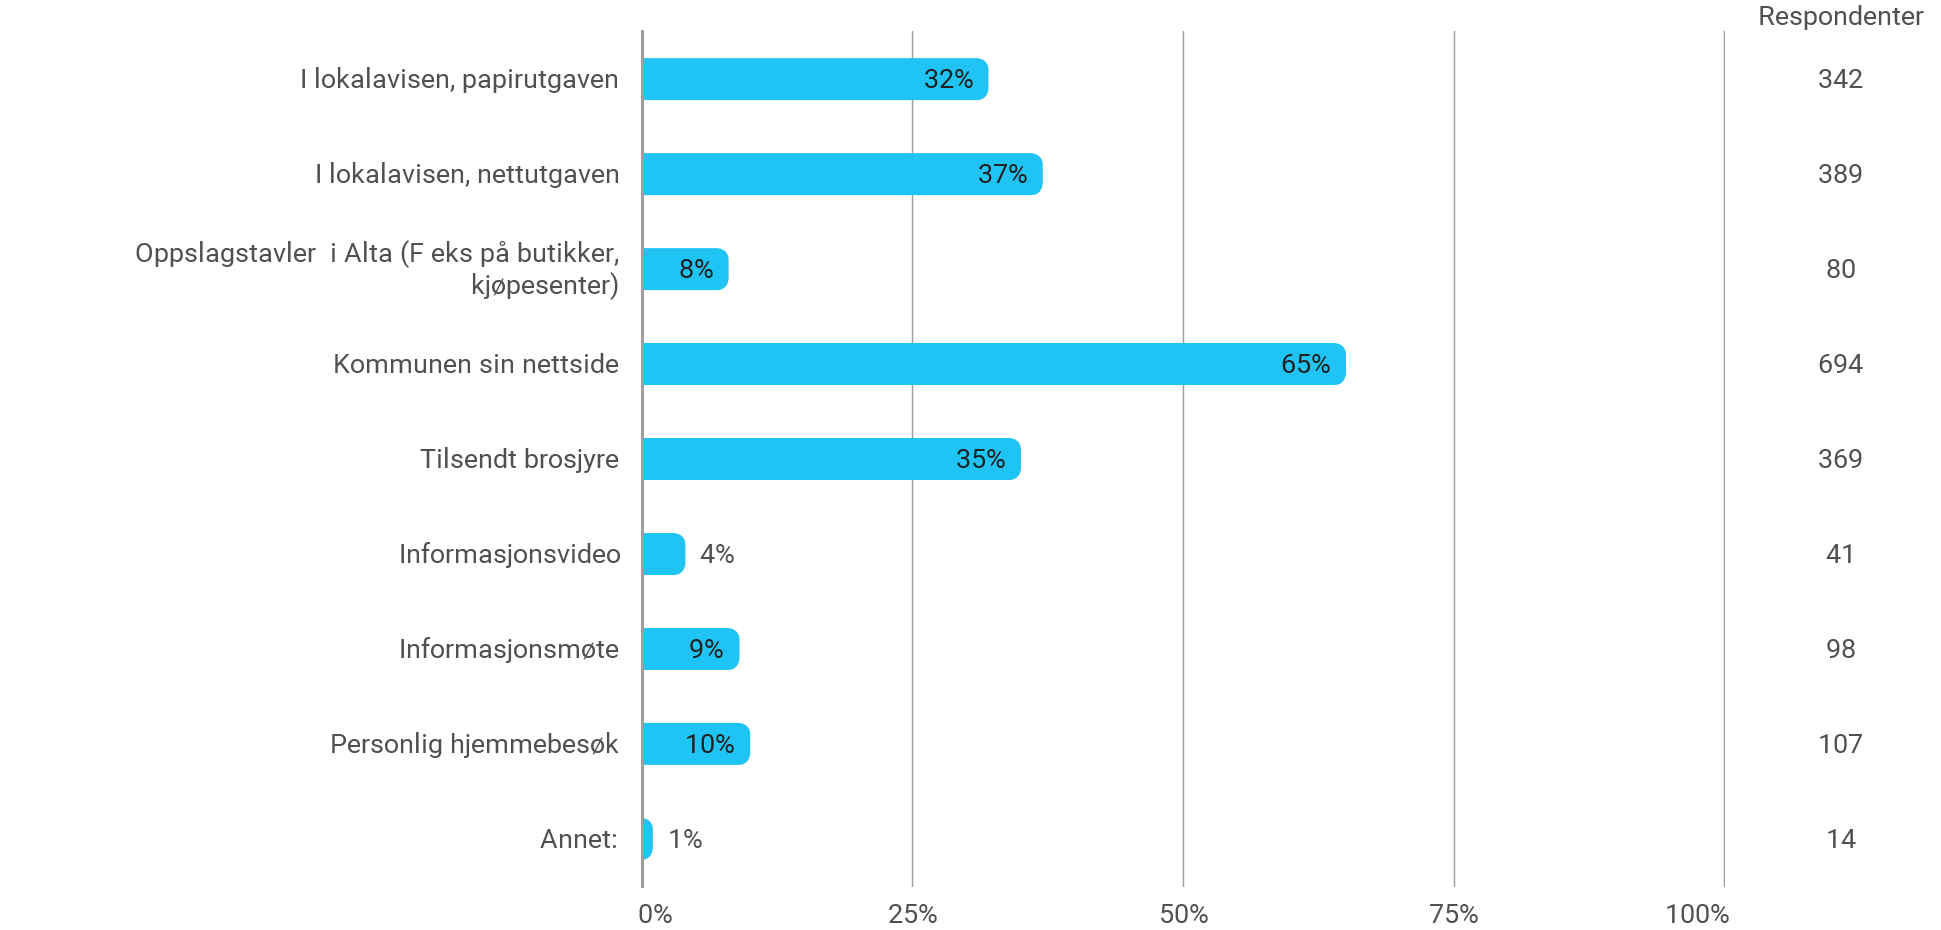 Respondenter
I lokalavisen, papirutgaven 32% 342
I lokalavisen, nettutgaven 37% 389
Oppslagstavler  i Alta (F eks på butikker,
kjøpesenter) 8% 80
Kommunen sin nettside 65% 694
Tilsendt brosjyre 35% 369
Informasjonsvideo 4% 41
Informasjonsmøte 9% 98
Personlig hjemmebesøk 10% 107
Annet: 1% 14
0% 25% 50% 75% 100%